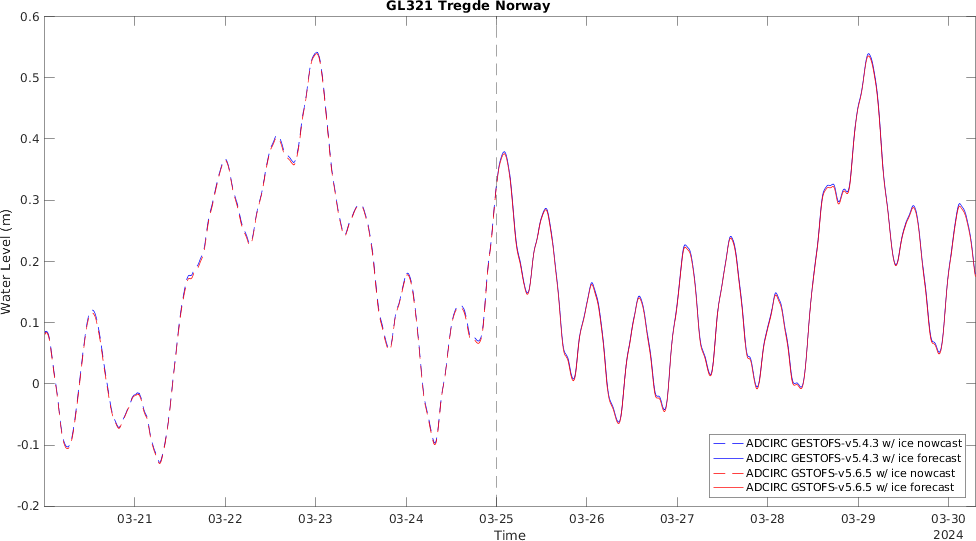 GL321 Tregde Norway
0.6
0.5
0.4
0.3
0.2
0.1
0
-0.1
-0.2
Water Level (m)
ADCIRC GESTOFS-v5.4.3 w/ ice nowcast
ADCIRC GESTOFS-v5.4.3 w/ ice forecast
ADCIRC GSTOFS-v5.6.5 w/ ice nowcast
ADCIRC GSTOFS-v5.6.5 w/ ice forecast
03-21 03-22 03-23 03-24 03-25 03-26 03-27 03-28 03-29 03-30
Time 2024